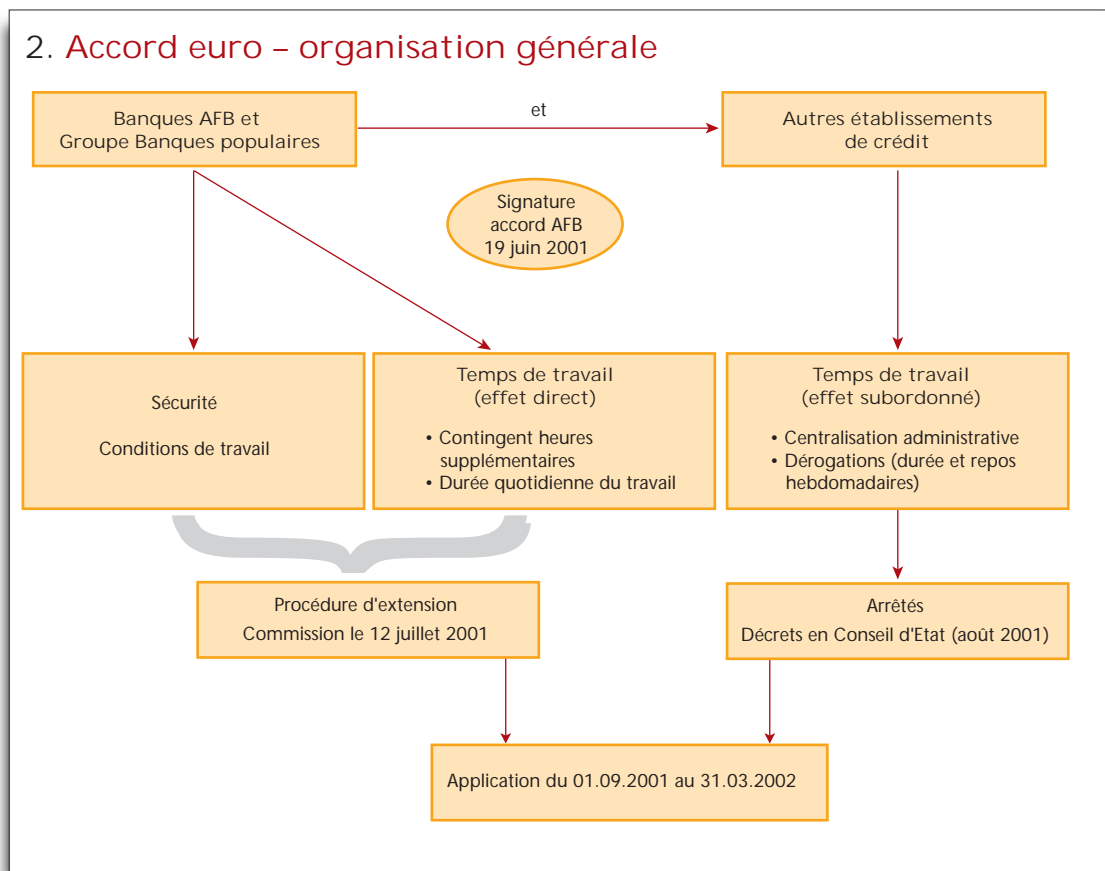 2. Accord euro – organisation générale
Banques AFB et
Groupe Banques populaires
et
Autres établissements
de crédit
Signature
accord AFB
19 juin 2001
Sécurité
Conditions de travail
Temps de travail
(effet direct)
• Contingent heures
supplémentaires
• Durée quotidienne du travail
Temps de travail
(effet subordonné)
• Centralisation administrative
• Dérogations (durée et repos
hebdomadaires)
Procédure d'extension
Commission le 12 juillet 2001
Arrêtés
Décrets en Conseil d'Etat (août 2001)
Application du 01.09.2001 au 31.03.2002